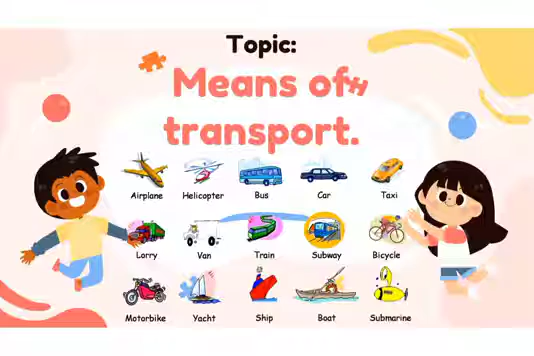 Topic:
Means of
transport.
Airplane Helicopter Bus Car Taxi
Lorry Van Train Subway Bicycle
Motorbike Yacht Ship Boat Submarine